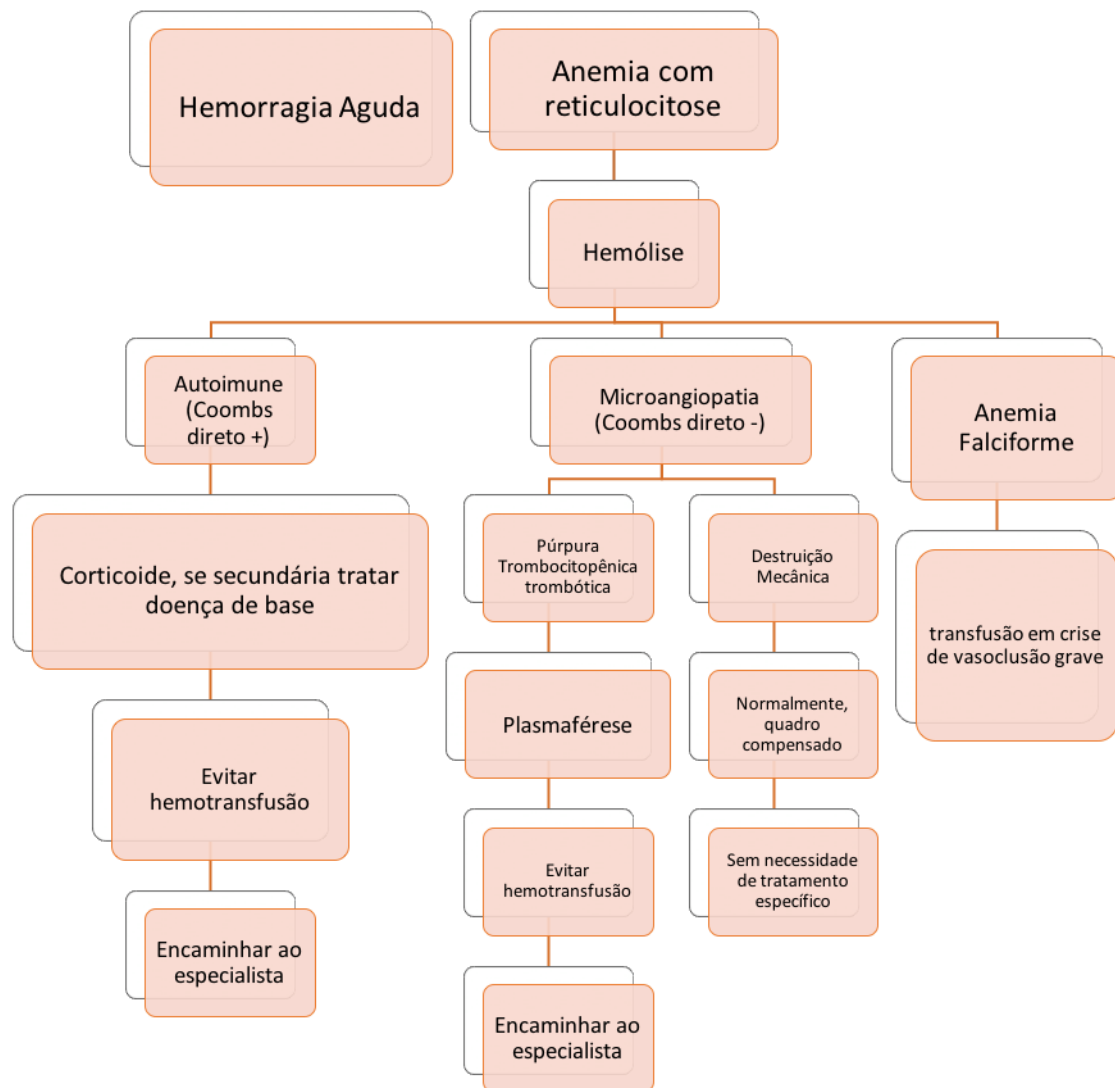 Hemorragia Aguda
Anemia com
reticulocitose
Hemólise
Autoimune
(Coombs
direto +)
Microangiopatia
(Coombs direto -)
Anemia
Falciforme
Corticoide, se secundária tratar
doença de base
Púrpura
Trombocitopênica
trombótica
Destruição
Mecânica
transfusão em crise
de vasoclusão grave
Evitar
hemotransfusão
Plasmaférese
Normalmente,
quadro
compensado
Encaminhar ao
especialista
Evitar
hemotransfusão
Sem necessidade
de tratamento
específico
Encaminhar ao
especialista